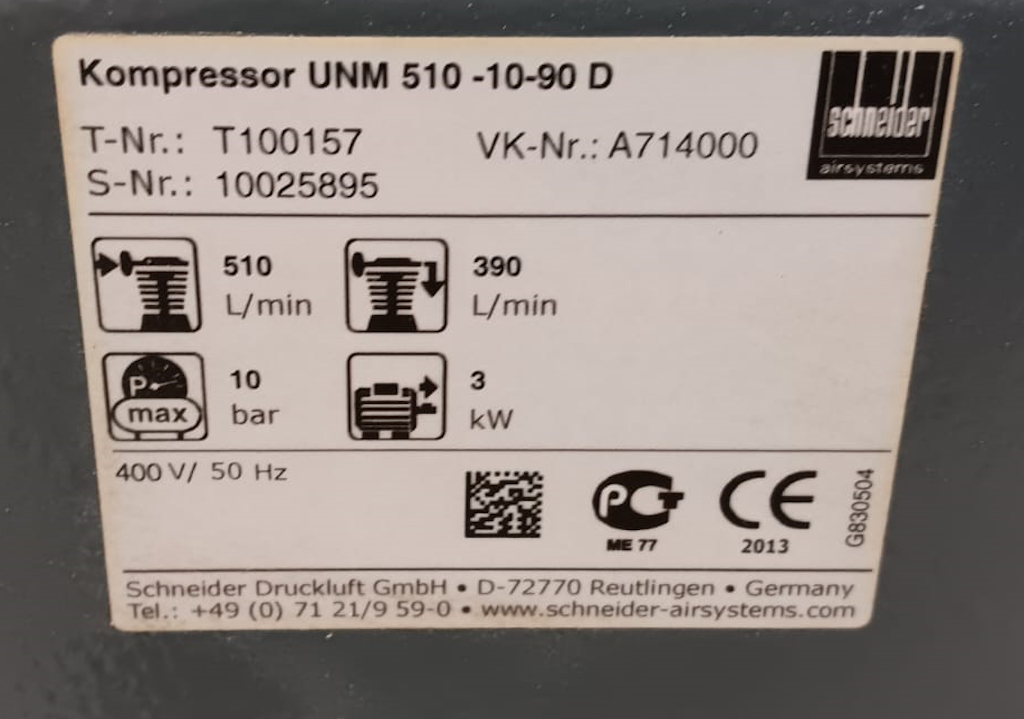 Kompressor UNM 510 -10-90 D
schneider
airsystems
T-Nr.: T100157 VK-Nr.: A714000
S-Nr.: 10025895
510 L/min
390 L/min
P max
10 bar
3 kW
400 V/ 50 Hz
PCT
ME 77
CE
2013
G830504
Schneider Druckluft GmbH • D-72770 Reutlingen • Germany
Tel.: +49 (0) 71 21/9 59-0 • www.schneider-airsystems.com